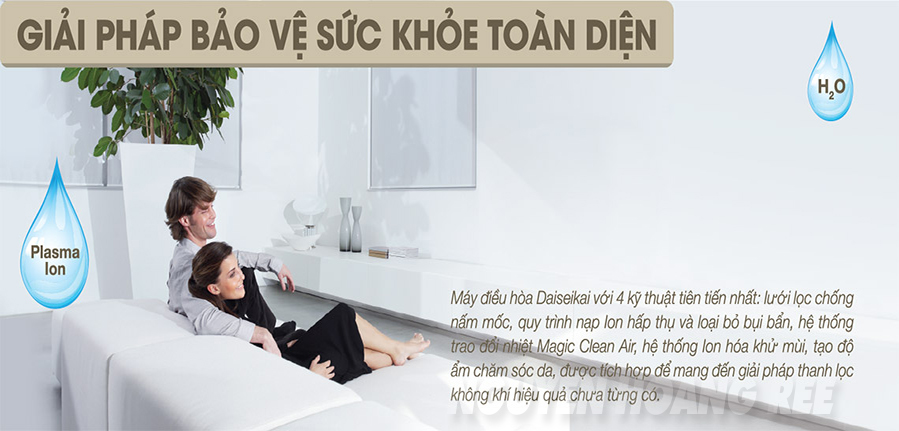 GIẢI PHÁP BẢO VỆ SỨC KHỎE TOÀN DIỆN
H₂O
Plasma
Ion
Máy điều hòa Daiseikai với 4 kỹ thuật tiên tiến nhất: lưới lọc chống
nấm mốc, quy trình nạp Ion hấp thụ và loại bỏ bụi bẩn, hệ thống
trao đổi nhiệt Magic Clean Air, hệ thống Ion hóa khử mùi, tạo độ
ẩm chăm sóc da, được tích hợp để mang đến giải pháp thanh lọc
không khí hiệu quả chưa từng có.
NGUYEN HOANG REE